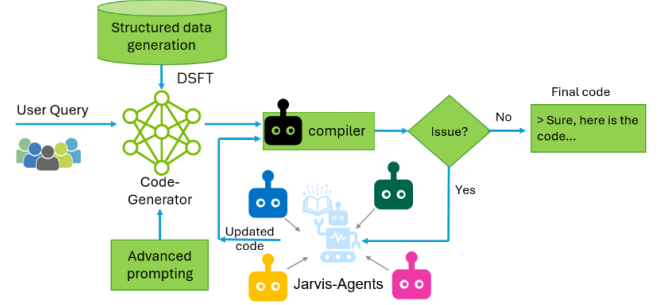 Structured data
generation
DSFT
User Query
Code-
Generator
Advanced
prompting
compiler
Issue?
No
Yes
Final code
> Sure, here is the
code...
Updated
code
Jarvis-Agents